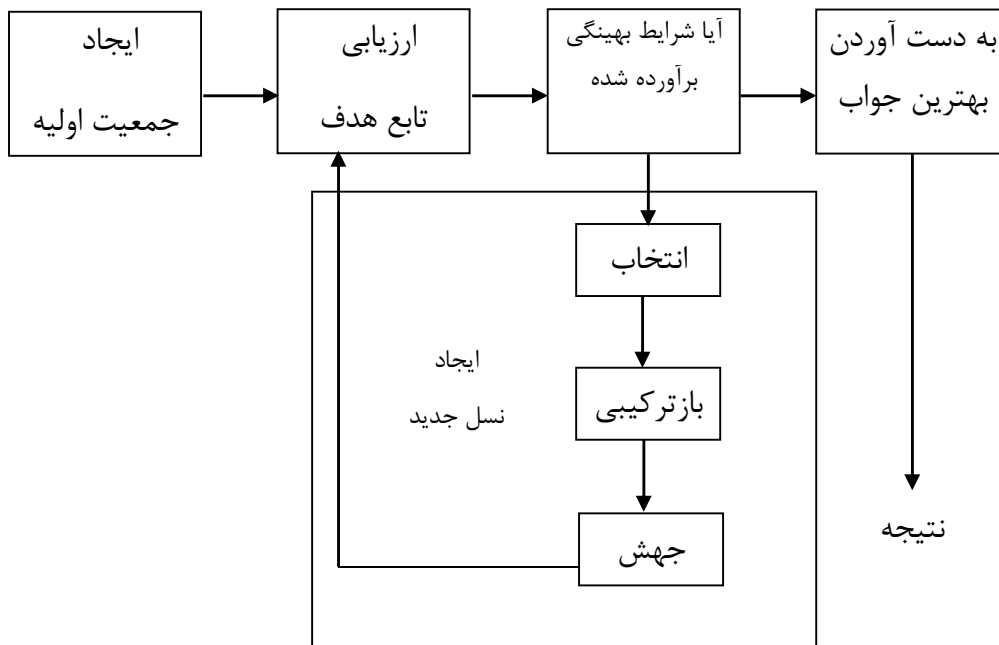 ایجاد
جمعیت اولیه
ارزیابی
تابع هدف
آیا شرایط بهینگی
برآورده شده
به دست آوردن
بهترین جواب
انتخاب
بازترکیبی
جهش
ایجاد
نسل جدید
نتیجه